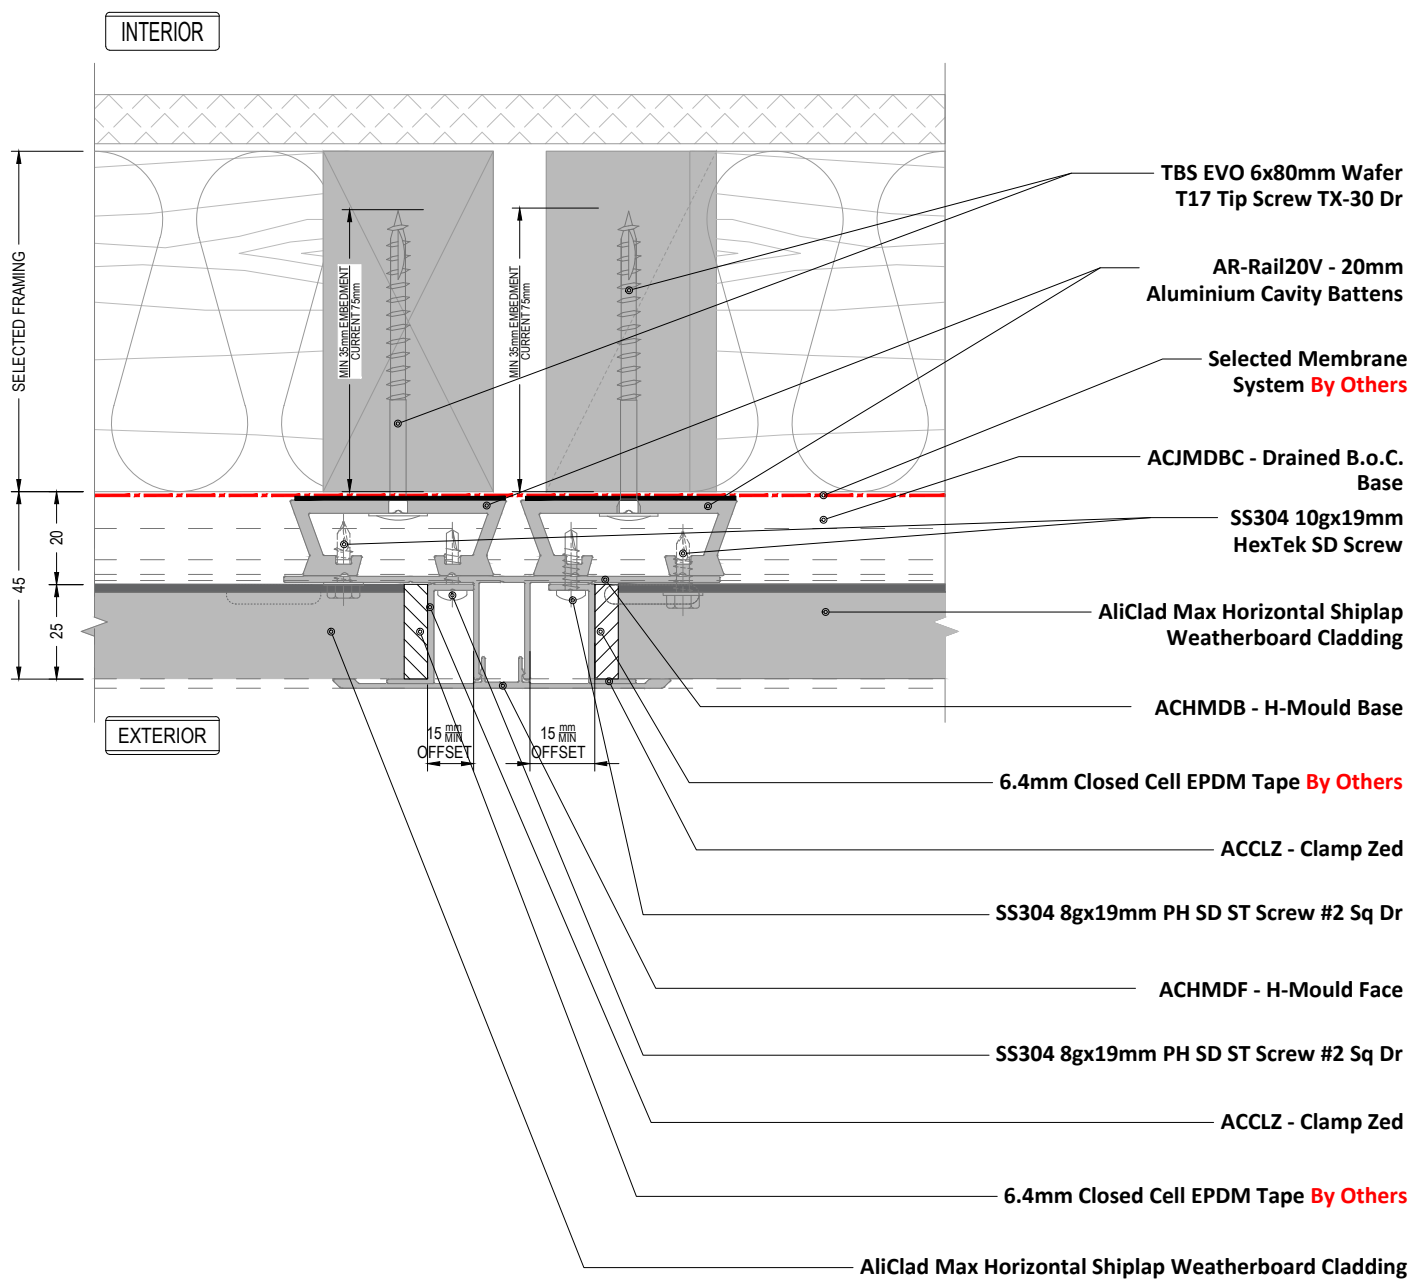 INTERIOR
TBS EVO 6x80mm Wafer
T17 Tip Screw TX-30 Dr
AR-Rail20V - 20mm
Aluminium Cavity Battens
Selected Membrane
System By Others
ACJMDBC - Drained B.o.C.
Base
SS304 10gx19mm
HexTek SD Screw
AliClad Max Horizontal Shiplap
Weatherboard Cladding
ACHMDB - H-Mould Base
6.4mm Closed Cell EPDM Tape By Others
ACCLZ - Clamp Zed
SS304 8gx19mm PH SD ST Screw #2 Sq Dr
ACHMDF - H-Mould Face
SS304 8gx19mm PH SD ST Screw #2 Sq Dr
ACCLZ - Clamp Zed
6.4mm Closed Cell EPDM Tape By Others
AliClad Max Horizontal Shiplap Weatherboard Cladding
SELECTED FRAMING
MIN 35mm EMBEDMENT
CURRENT 75mm
MIN 35mm EMBEDMENT
CURRENT 75mm
20
45
25
EXTERIOR
15 mm MIN
OFFSET
15 mm MIN
OFFSET